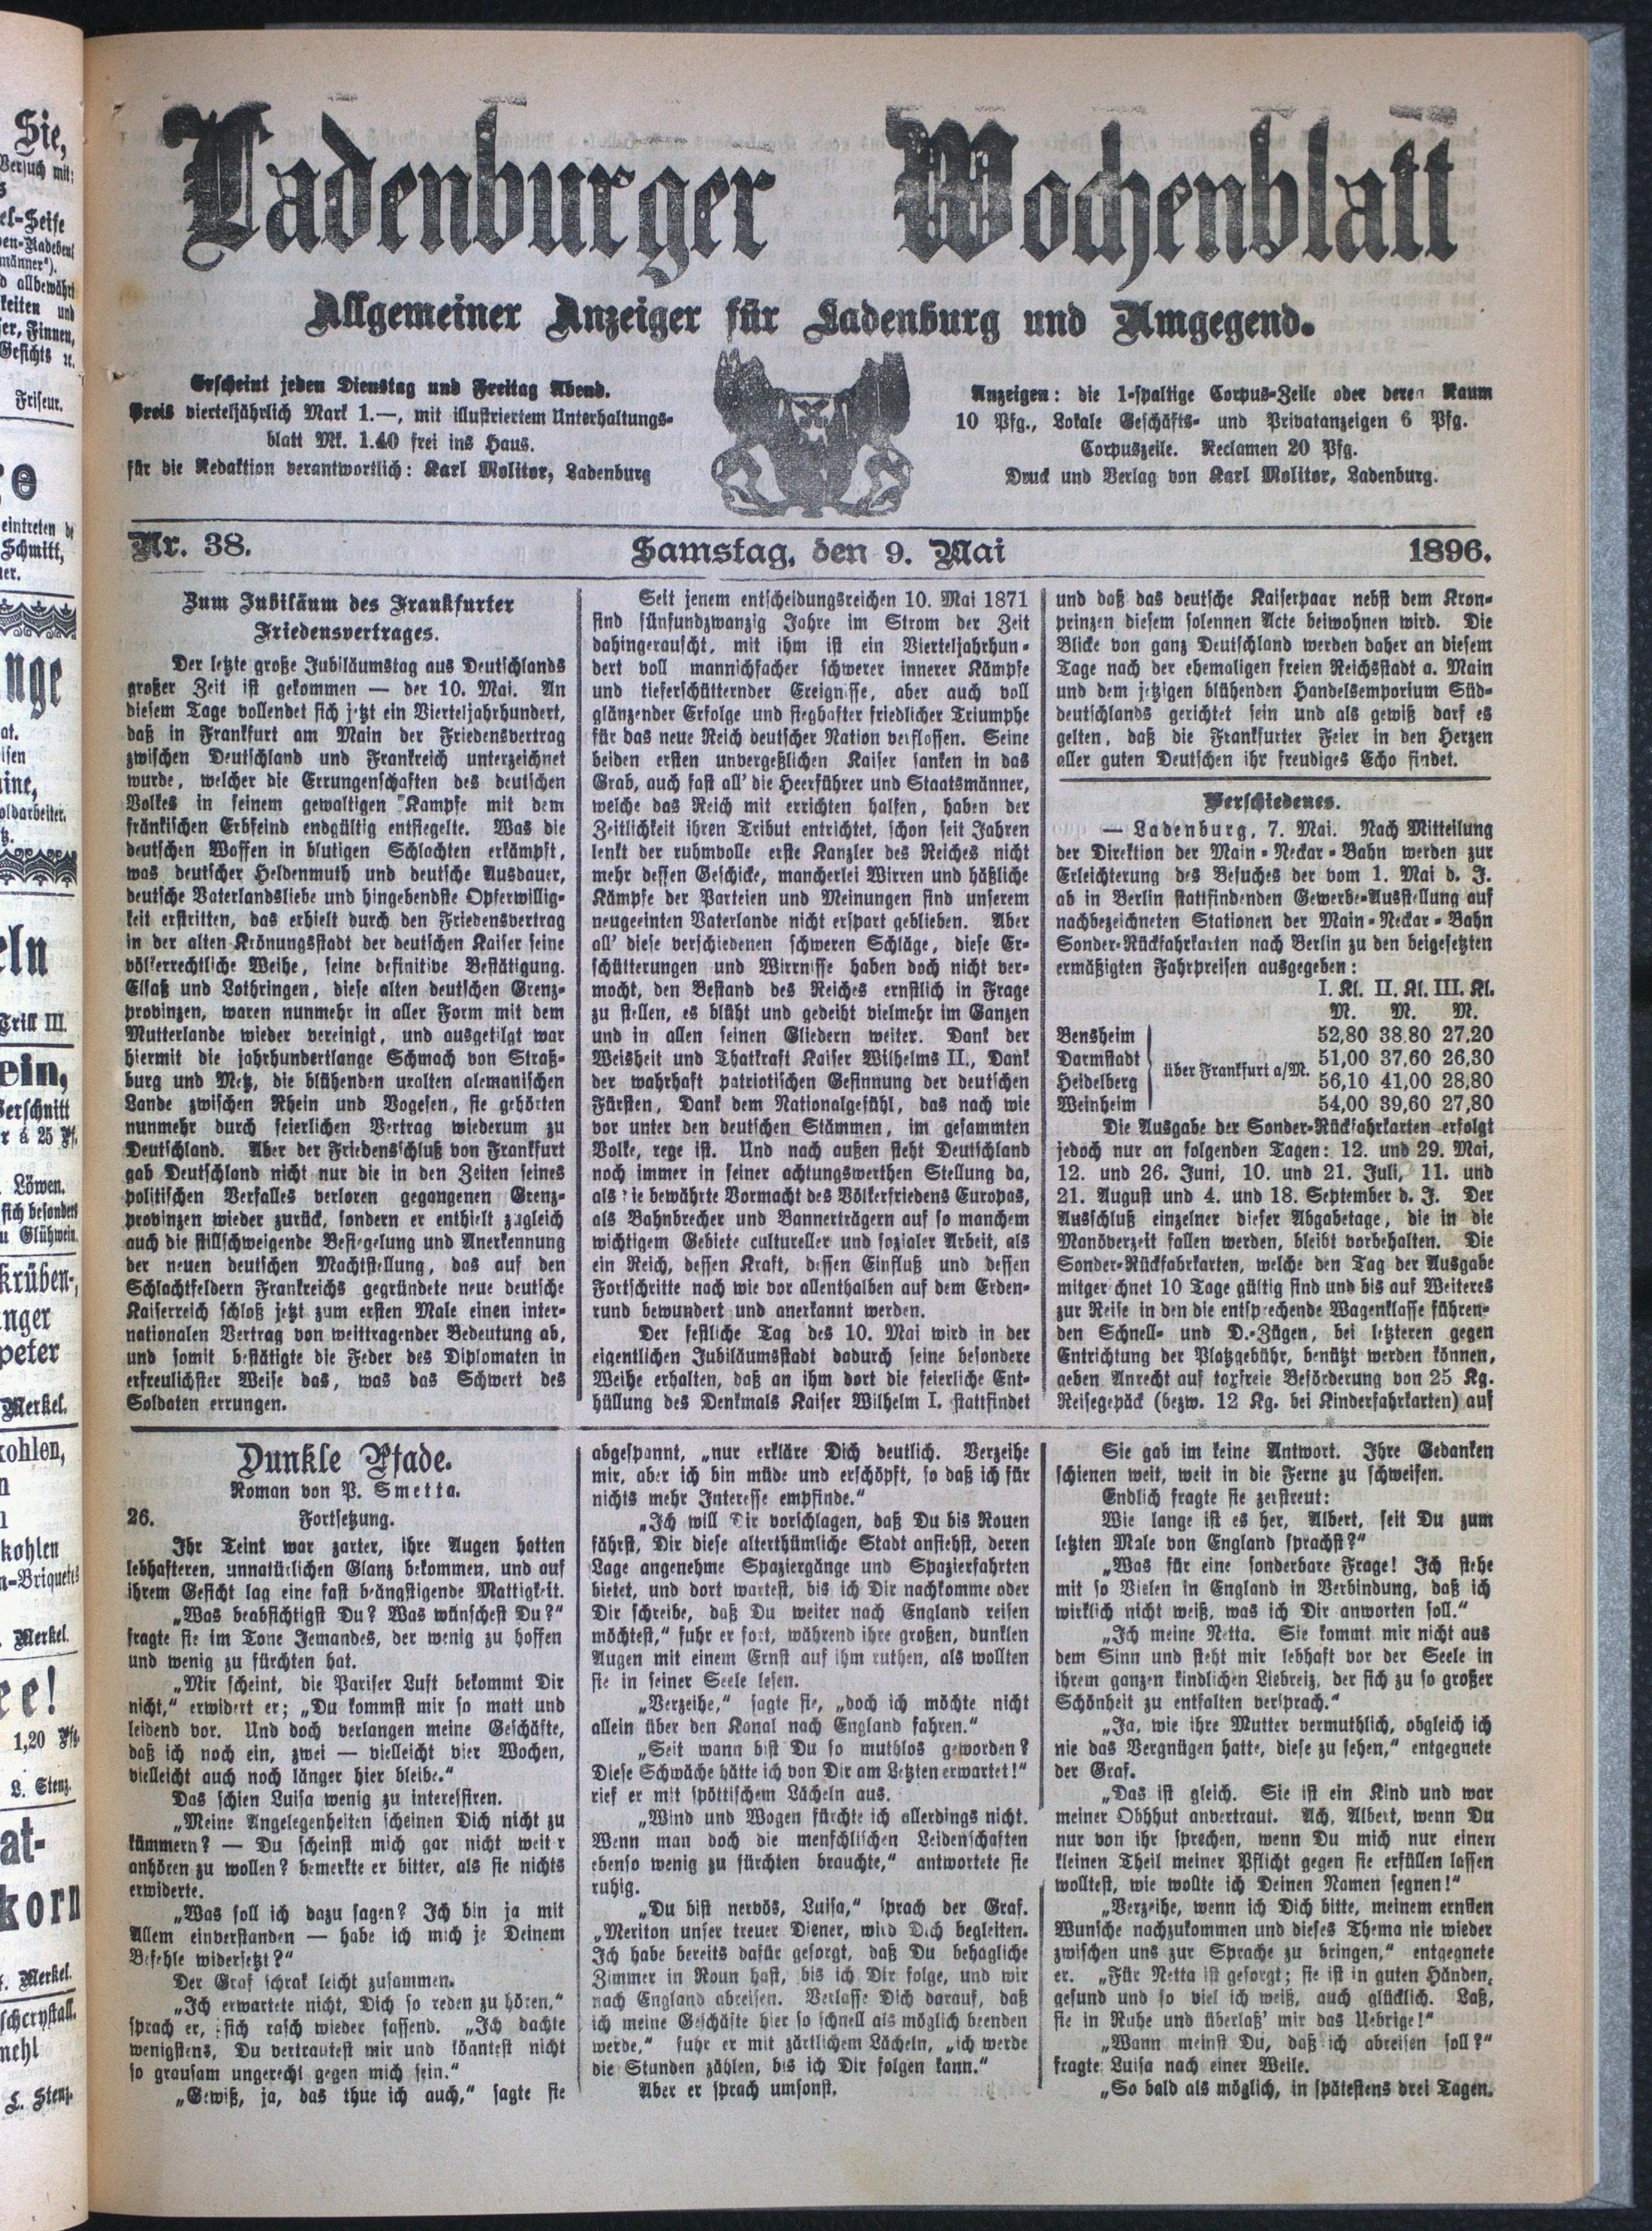 Ladenburger Wochenblatt
Allgemeiner Anzeiger für Ladenburg und Umgegend.
Erscheint jeden Dienstag und Freitag Abend.
Preis vierteljährlich Mark 1.—, mit illustriertem Unterhaltungs-
blatt Mk. 1.40 frei ins Haus.
für die Redaktion verantwortlich: Karl Molitor, Ladenburg
Anzeigen: die 1-spaltige Corpus-Zeile oder deren Raum
10 Pfg., Lokale Geschäfts- und Privatanzeigen 6 Pfg.
Corpuszeile. Reclamen 20 Pfg.
Druck und Verlag von Karl Molitor, Ladenburg.
Nr. 38. Samstag, den 9. Mai 1896.
Zum Jubiläum des Frankfurter
Friedensvertrages.
Der letzte große Jubiläumstag aus Deutschlands
großer Zeit ist gekommen — der 10. Mai. An
diesem Tage vollendet sich jetzt ein Vierteljahrhundert,
daß in Frankfurt am Main der Friedensvertrag
zwischen Deutschland und Frankreich unterzeichnet
wurde, welcher die Errungenschaften des deutschen
Volkes in seinem gewaltigen Kampfe mit dem
fränkischen Erbfeind endgültig entsiegelte. Was die
deutschen Waffen in blutigen Schlachten erkämpft,
was deutscher Heldenmuth und deutsche Ausdauer,
deutsche Vaterlandsliebe und hingebendste Opferwillig-
keit erstritten, das erhielt durch den Friedensvertrag
in der alten Krönungsstadt der deutschen Kaiser seine
völkerrechtliche Weihe, seine definitive Bestätigung.
Elsaß und Lothringen, diese alten deutschen Grenz-
provinzen, waren nunmehr in aller Form mit dem
Mutterlande wieder vereinigt, und ausgetilgt war
hiermit die jahrhundertlange Schmach von Straß-
burg und Metz, die blühenden uralten alemanischen
Lande zwischen Rhein und Vogesen, sie gehörten
nunmehr durch feierlichen Vertrag wiederum zu
Deutschland. Aber der Friedensschluß von Frankfurt
gab Deutschland nicht nur die in den Zeiten seines
politischen Verfalles verloren gegangenen Grenz-
provinzen wieder zurück, sondern er enthielt zugleich
auch die stillschweigende Besiegelung und Anerkennung
der neuen deutschen Machtstellung, das auf den
Schlachtfeldern Frankreichs gegründete neue deutsche
Kaiserreich schloß jetzt zum ersten Male einen inter-
nationalen Vertrag von weittragender Bedeutung ab,
und somit bestätigte die Feder des Diplomaten in
erfreulichster Weise das, was das Schwert des
Soldaten errungen.
Seit jenem entscheidungsreichen 10. Mai 1871
sind fünfundzwanzig Jahre im Strom der Zeit
dahingerauscht, mit ihm ist ein Vierteljahrhun-
dert voll mannichfacher schwerer innerer Kämpfe
und tieferschütternder Ereignisse, aber auch voll
glänzender Erfolge und sieghafter friedlicher Triumphe
für das neue Reich deutscher Nation verflossen. Seine
beiden ersten unvergeßlichen Kaiser sanken in das
Grab, auch fast all' die Heerführer und Staatsmänner,
welche das Reich mit errichten halfen, haben der
Zeitlichkeit ihren Tribut entrichtet, schon seit Jahren
lenkt der ruhmvolle erste Kanzler des Reiches nicht
mehr dessen Geschicke, mancherlei Wirren und häßliche
Kämpfe der Parteien und Meinungen sind unserem
neugeeinten Vaterlande nicht erspart geblieben. Aber
all' diese verschiedenen schweren Schläge, diese Er-
schütterungen und Wirrnisse haben doch nicht ver-
mocht, den Bestand des Reiches ernstlich in Frage
zu stellen, es blüht und gedeiht vielmehr im Ganzen
und in allen seinen Gliedern weiter. Dank der
Weisheit und Thatkraft Kaiser Wilhelms II., Dank
der wahrhaft patriotischen Gesinnung der deutschen
Fürsten, Dank dem Nationalgefühl, das nach wie
vor unter den deutschen Stämmen, im gesammten
Volke, rege ist. Und nach außen steht Deutschland
noch immer in seiner achtungswerthen Stellung da,
als die bewährte Vormacht des Völkerfriedens Europas,
als Bahnbrecher und Bannerträgern auf so manchem
wichtigem Gebiete cultureller und sozialer Arbeit, als
ein Reich, dessen Kraft, dessen Einfluß und dessen
Fortschritte nach wie vor allenthalben auf dem Erden-
rund bewundert und anerkannt werden.
Der festliche Tag des 10. Mai wird in der
eigentlichen Jubiläumsstadt dadurch seine besondere
Weihe erhalten, daß an ihm dort die feierliche Ent-
hüllung des Denkmals Kaiser Wilhelm I. stattfindet
und daß das deutsche Kaiserpaar nebst dem Kron-
prinzen diesem solennen Acte beiwohnen wird. Die
Blicke von ganz Deutschland werden daher an diesem
Tage nach der ehemaligen freien Reichsstadt a. Main
und dem jetzigen blühenden Handelsemporium Süd-
deutschlands gerichtet sein und als gewiß darf es
gelten, daß die Frankfurter Feier in den Herzen
aller guten Deutschen ihr freudiges Echo findet.
Verschiedenes.
— Ladenburg, 7. Mai. Nach Mitteilung
der Direktion der Main-Neckar-Bahn werden zur
Erleichterung des Besuches der vom 1. Mai d. J.
ab in Berlin stattfindenden Gewerbe-Ausstellung auf
nachbezeichneten Stationen der Main-Neckar-Bahn
Sonder-Rückfahrkarten nach Berlin zu den beigesetzten
ermäßigten Fahrpreisen ausgegeben:
I. Kl. II. Kl. III. Kl.
M. M. M.
Bensheim 52,80 38.80 27,20
Darmstadt 51,00 37,60 26,30
über Frankfurt a/M.
Heidelberg 56,10 41,00 28,80
Weinheim 54,00 39,60 27,80
Die Ausgabe der Sonder-Rückfahrkarten erfolgt
jedoch nur an folgenden Tagen: 12. und 29. Mai,
12. und 26. Juni, 10. und 21. Juli, 11. und
21. August und 4. und 18. September d. J. Der
Ausschluß einzelner dieser Abgabetage, die in die
Manöverzeit fallen werden, bleibt vorbehalten. Die
Sonder-Rückfahrkarten, welche den Tag der Ausgabe
mitgerechnet 10 Tage gültig sind und bis auf Weiteres
zur Reise in den die entsprechende Wagenklasse führen-
den Schnell- und D.-Zügen, bei letzteren gegen
Entrichtung der Platzgebühr, benützt werden können,
geben Anrecht auf taxfreie Beförderung von 25 Kg.
Reisegepäck (bezw. 12 Kg. bei Kinderfahrkarten) auf
Dunkle Pfade.
Roman von P. Smetta.
26. Fortsetzung.
Ihr Teint war zarter, ihre Augen hatten
lebhafteren, unnatürlichen Glanz bekommen, und auf
ihrem Gesicht lag eine fast beängstigende Mattigkeit.
„Was beabsichtigst Du? Was wünschest Du?“
fragte sie im Tone Jemandes, der wenig zu hoffen
und wenig zu fürchten hat.
„Mir scheint, die Pariser Luft bekommt Dir
nicht,“ erwidert er; „Du kommst mir so matt und
leidend vor. Und doch verlangen meine Geschäfte,
daß ich noch ein, zwei — vielleicht vier Wochen,
vielleicht auch noch länger hier bleibe.“
Das schien Luisa wenig zu interessiren.
„Meine Angelegenheiten scheinen Dich nicht zu
kümmern? — Du scheinst mich gar nicht weiter
anhören zu wollen? bemerkte er bitter, als sie nichts
erwiderte.
„Was soll ich dazu sagen? Ich bin ja mit
Allem einverstanden — habe ich mich je Deinem
Befehle widersetzt?“
Der Graf schrak leicht zusammen.
„Ich erwartete nicht, Dich so reden zu hören,“
sprach er, sich rasch wieder fassend. „Ich dachte
wenigstens, Du vertrautest mir und könntest nicht
so grausam ungerecht gegen mich sein.“
„Gewiß, ja, das thue ich auch,“ sagte sie
abgespannt, „nur erkläre Dich deutlich. Verzeihe
mir, aber ich bin müde und erschöpft, so daß ich für
nichts mehr Interesse empfinde.“
„Ich will Dir vorschlagen, daß Du bis Rouen
fährst, Dir diese alterthümliche Stadt ansiehst, deren
Lage angenehme Spaziergänge und Spazierfahrten
bietet, und dort wartest, bis ich Dir nachkomme oder
Dir schreibe, daß Du weiter nach England reisen
möchtest,“ fuhr er fort, während ihre großen, dunklen
Augen mit einem Ernst auf ihm ruthen, als wollten
sie in seiner Seele lesen.
„Verzeihe,“ sagte sie, „doch ich möchte nicht
allein über den Kanal nach England fahren.“
„Seit wann bist Du so muthlos geworden?
Diese Schwäche hätte ich von Dir am Letzten erwartet!“
rief er mit spöttischem Lächeln aus.
„Wind und Wogen fürchte ich allerdings nicht.
Wenn man doch die menschlischen Leidenschaften
ebenso wenig zu fürchten brauchte,“ antwortete sie
ruhig.
„Du bist nervös, Luisa,“ sprach der Graf.
„Meriton unser treuer Diener, wird Dich begleiten.
Ich habe bereits dafür gesorgt, daß Du behagliche
Zimmer in Roun hast, bis ich Dir folge, und wir
nach England abreisen. Verlasse Dich darauf, daß
ich meine Geschäfte hier so schnell als möglich beenden
werde,“ fuhr er mit zärtlichem Lächeln, „ich werde
die Stunden zählen, bis ich Dir folgen kann.“
Aber er sprach umsonst.
Sie gab im keine Antwort. Ihre Gedanken
schienen weit, weit in die Ferne zu schweifen.
Endlich fragte sie zerstreut:
Wie lange ist es her, Albert, seit Du zum
letzten Male von England sprachst?“
„Was für eine sonderbare Frage! Ich stehe
mit so Vielen in England in Verbindung, daß ich
wirklich nicht weiß, was ich Dir anworten soll.“
„Ich meine Netta. Sie kommt mir nicht aus
dem Sinn und steht mir lebhaft vor der Seele in
ihrem ganzen kindlichen Liebreiz, der sich zu so großer
Schönheit zu entfalten versprach.“
„Ja, wie ihre Mutter vermuthlich, obgleich ich
nie das Vergnügen hatte, diese zu sehen,“ entgegnete
der Graf.
„Das ist gleich. Sie ist ein Kind und war
meiner Obhhut anvertraut. Ach, Albert, wenn Du
nur von ihr sprechen, wenn Du mich nur einen
kleinen Theil meiner Pflicht gegen sie erfüllen lassen
wolltest, wie wollte ich Deinen Namen segnen!“
„Verzeihe, wenn ich Dich bitte, meinem ernsten
Wunsche nachzukommen und dieses Thema nie wieder
zwischen uns zur Sprache zu bringen,“ entgegnete
er. „Für Netta ist gesorgt; sie ist in guten Händen,
gesund und so viel ich weiß, auch glücklich. Laß,
sie in Ruhe und überlaß' mir das Uebrige!“
„Wann meinst Du, daß ich abreisen soll?“
fragte Luisa nach einer Weile.
„So bald als möglich, in spätestens drei Tagen.